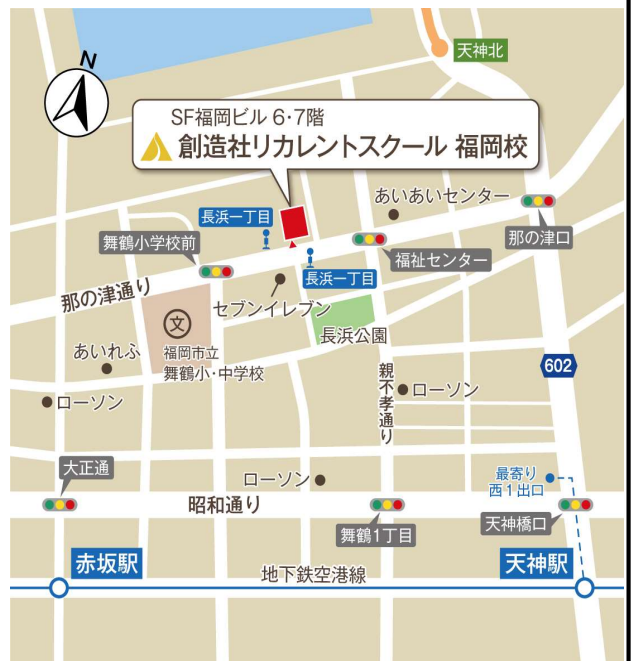 天神北
N
SF福岡ビル 6・7階
創造社リカレントスクール 福岡校
あいあいセンター
長浜一丁目
舞鶴小学校前
那の津口
福祉センター
長浜一丁目
那の津通り
セブンイレブン
文
長浜公園
あいれふ
福岡市立
舞鶴小・中学校
602
親不孝通り
ローソン
ローソン
大正通
ローソン
最寄り
西1出口
昭和通り
天神橋口
舞鶴1丁目
赤坂駅
天神駅
地下鉄空港線